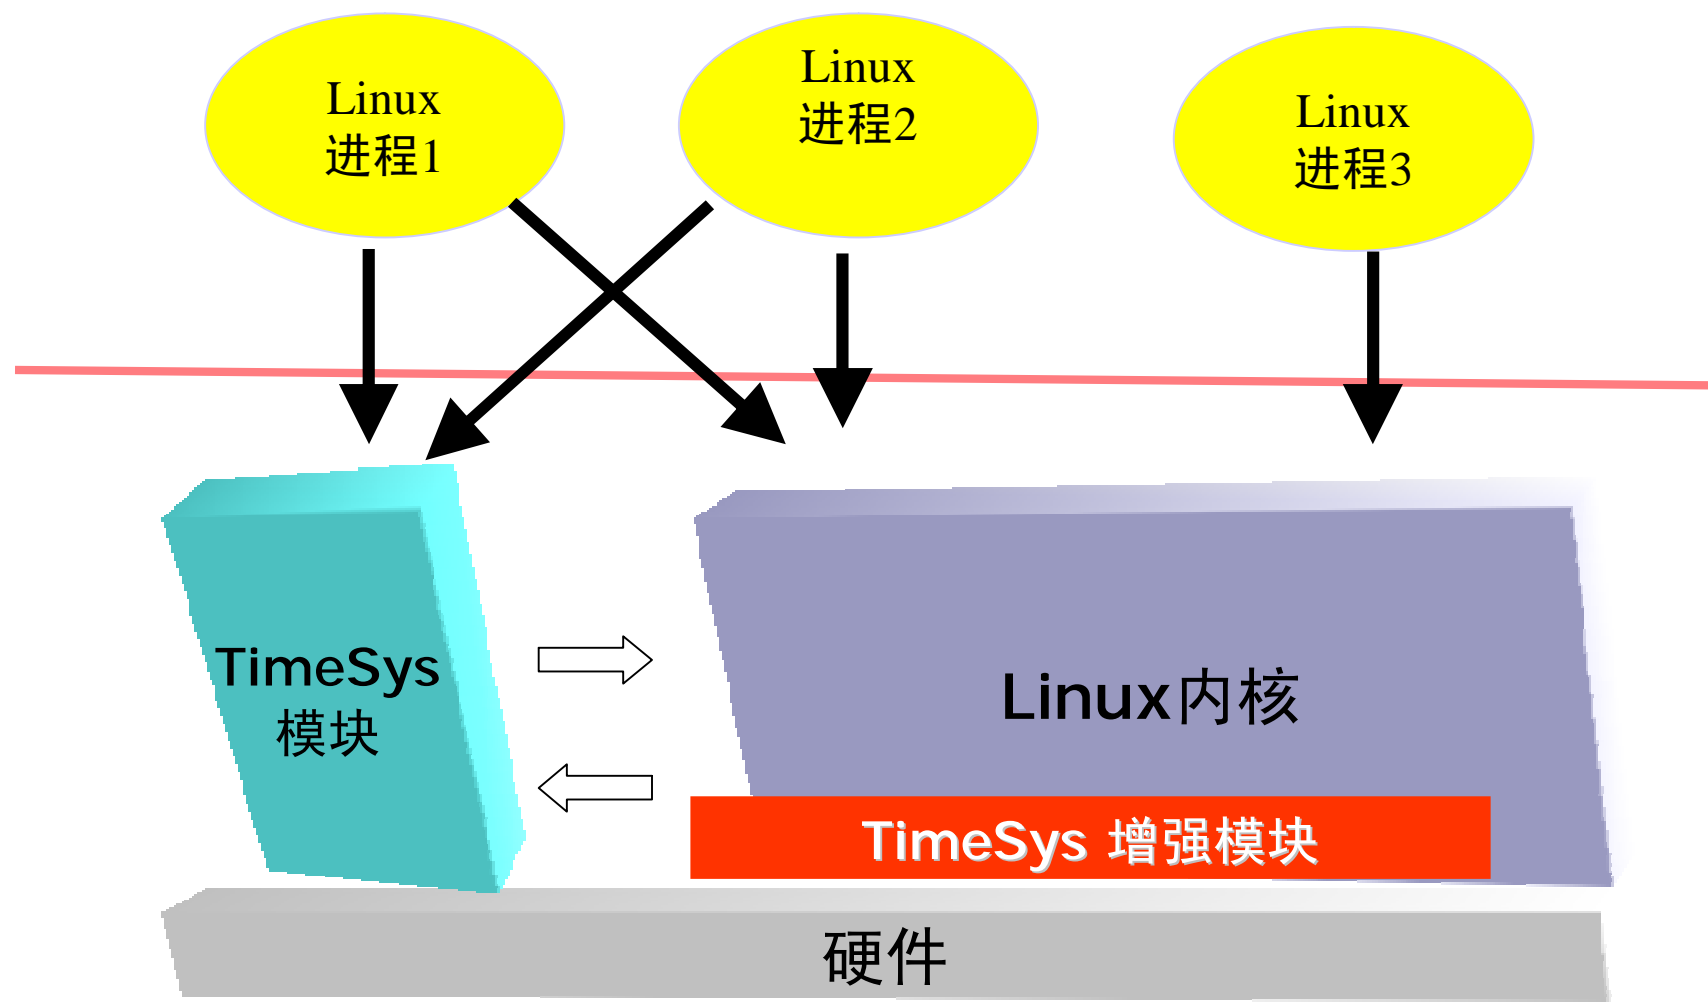 Linux
进程1
Linux
进程2
Linux
进程3
TimeSys
模块
Linux内核
TimeSys 增强模块
硬件